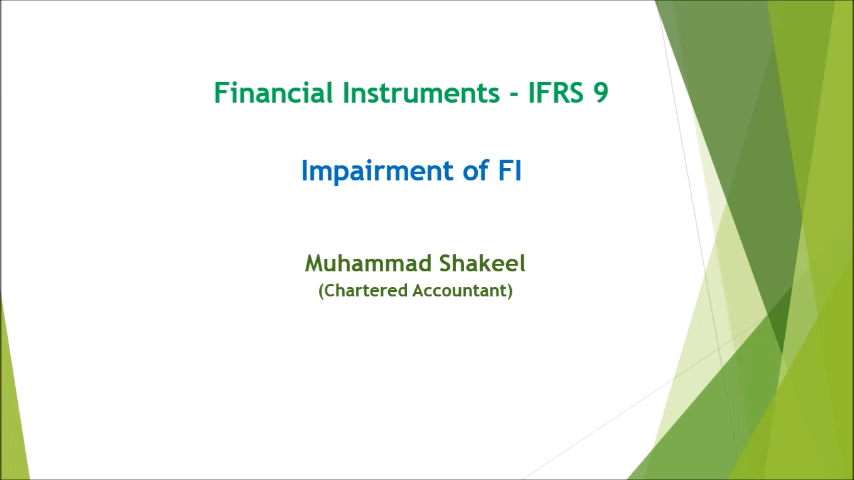 Financial Instruments - IFRS 9
Impairment of FI
Muhammad Shakeel
(Chartered Accountant)